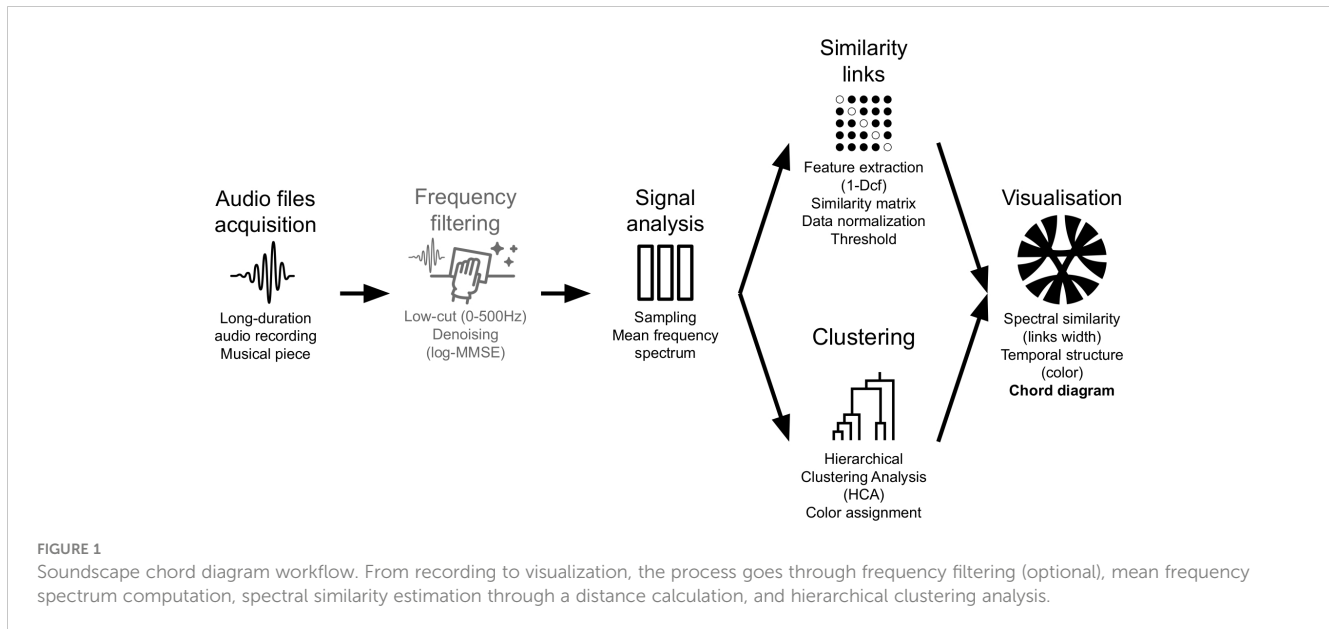 Audio files
acquisition
Long-duration
audio recording
Musical piece
Frequency
filtering
Low-cut (0-500Hz)
Denoising
(log-MMSE)
Signal
analysis
Sampling
Mean frequency
spectrum
Similarity
links
Feature extraction
(1-Dcf)
Similarity matrix
Data normalization
Threshold
Clustering
Hierarchical
Clustering Analysis
(HCA)
Color assignment
Visualisation
Spectral similarity
(links width)
Temporal structure
(color)
Chord diagram
FIGURE 1
Soundscape chord diagram workflow. From recording to visualization, the process goes through frequency filtering (optional), mean frequency
spectrum computation, spectral similarity estimation through a distance calculation, and hierarchical clustering analysis.